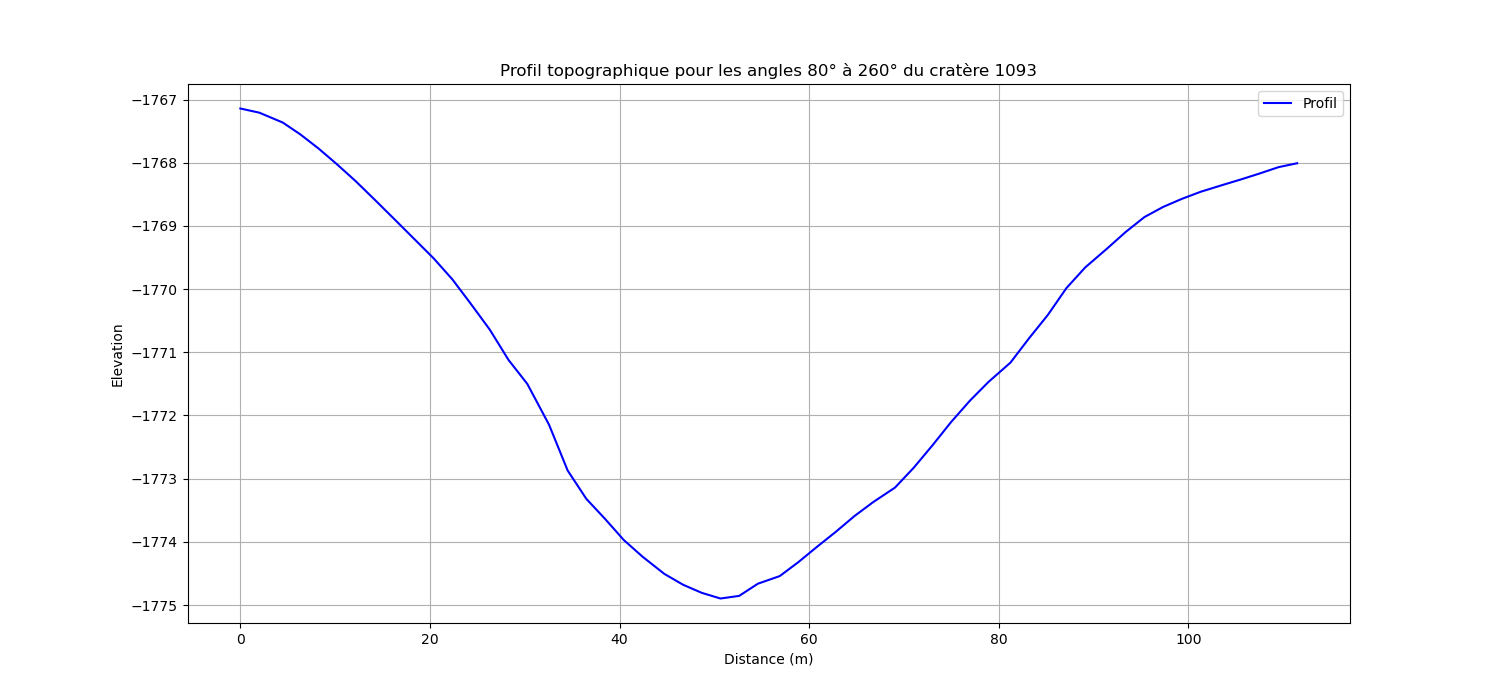 Profil topographique pour les angles 80° à 260° du cratère 1093
Profil
−1767
−1768
−1769
−1770
−1771
−1772
−1773
−1774
−1775
Elevation
0 20 40 60 80 100
Distance (m)